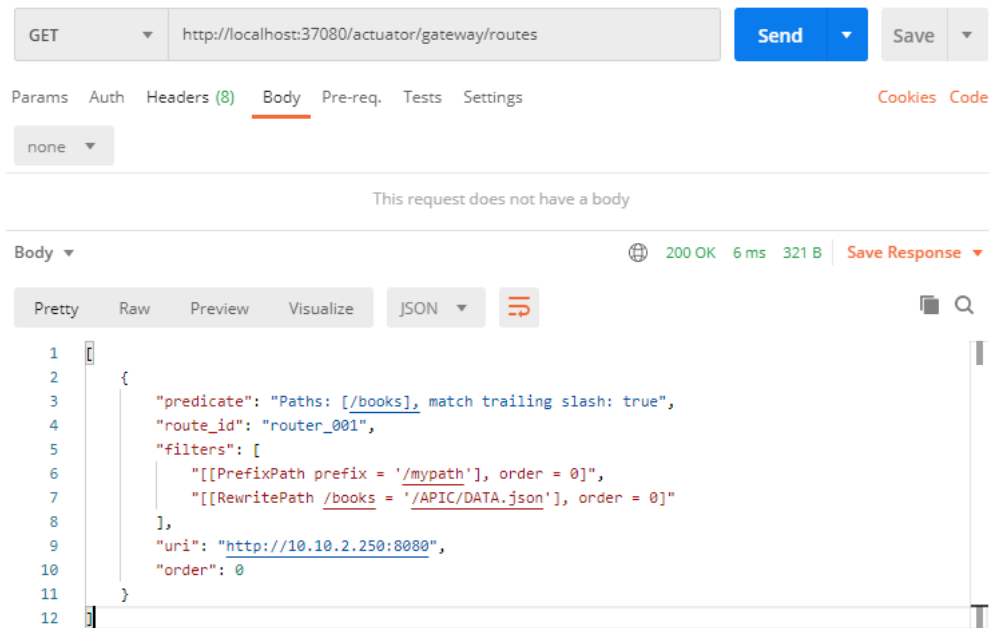 GET http://localhost:37080/actuator/gateway/routes Send Save
Params Auth Headers (8) Body Pre-req. Tests Settings Cookies Code
none
This request does not have a body
Body 200 OK 6 ms 321 B Save Response
Pretty Raw Preview Visualize JSON
1 [
2 {
3 "predicate": "Paths: [/books], match trailing slash: true",
4 "route_id": "router_001",
5 "filters": [
6 "[[PrefixPath prefix = '/mypath'], order = 0]",
7 "[[RewritePath /books = '/APIC/DATA.json'], order = 0]"
8 ],
9 "uri": "http://10.10.2.250:8080",
10 "order": 0
11 }
12 ]